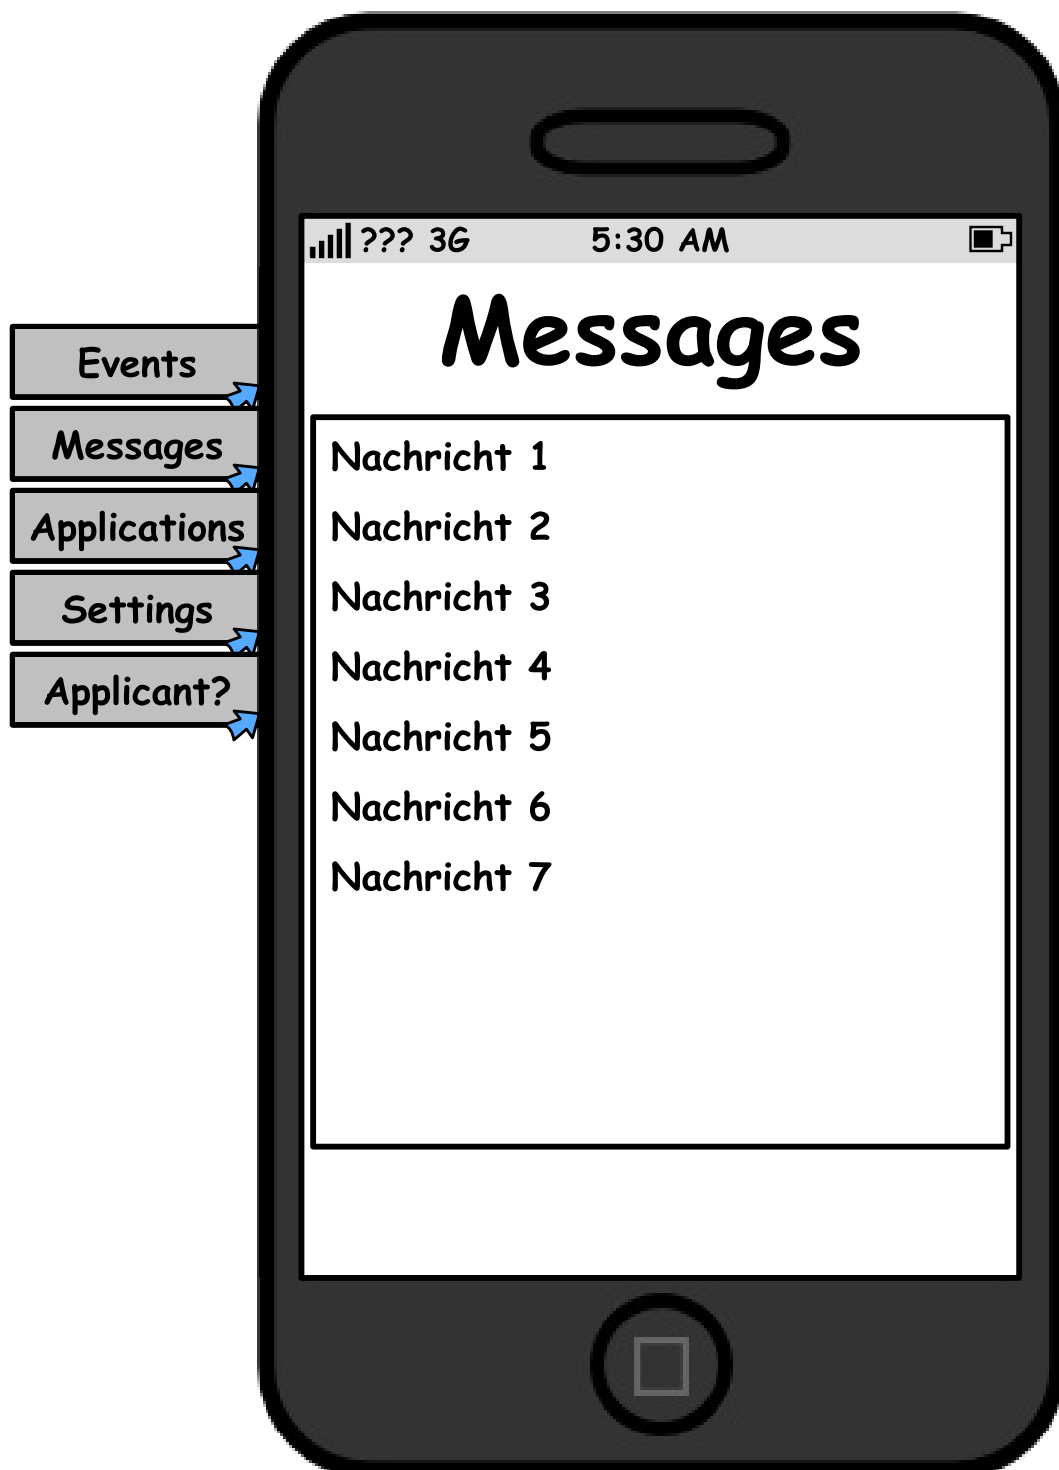 ??? 3G 5:30 AM
Messages
Events
Messages
Applications
Settings
Applicant?
Nachricht 1
Nachricht 2
Nachricht 3
Nachricht 4
Nachricht 5
Nachricht 6
Nachricht 7